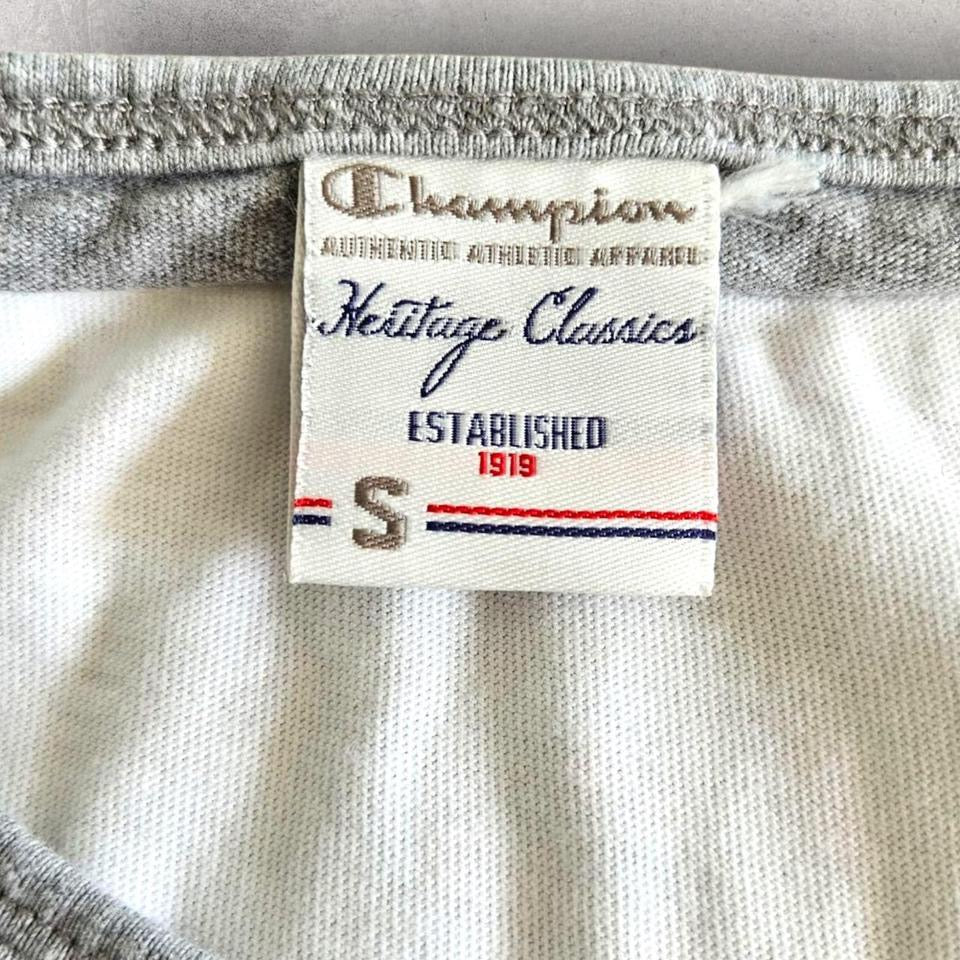 Champion
AUTHENTIC ATHLETIC APPAREL
Heritage Classics
ESTABLISHED
1919
S